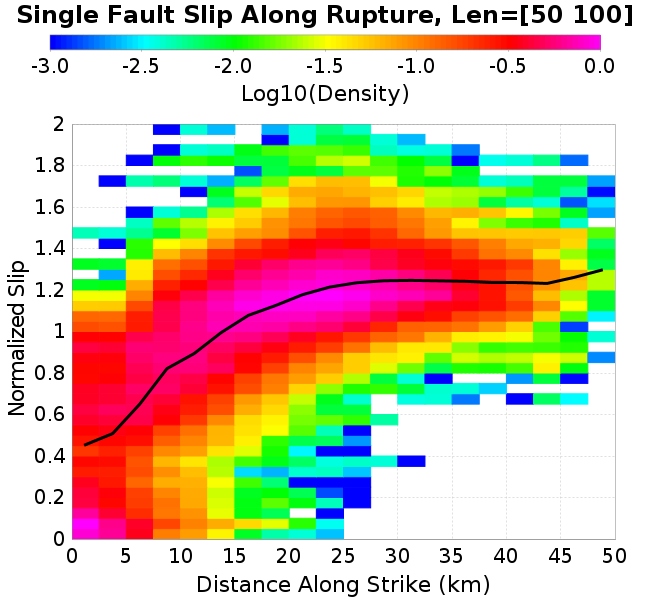 Single Fault Slip Along Rupture, Len=[50 100]
-3.0 -2.5 -2.0 -1.5 -1.0 -0.5 0.0
Log10(Density)
2
1.8
1.6
1.4
1.2
1
0.8
0.6
0.4
0.2
0
Normalized Slip
0 5 10 15 20 25 30 35 40 45 50
Distance Along Strike (km)